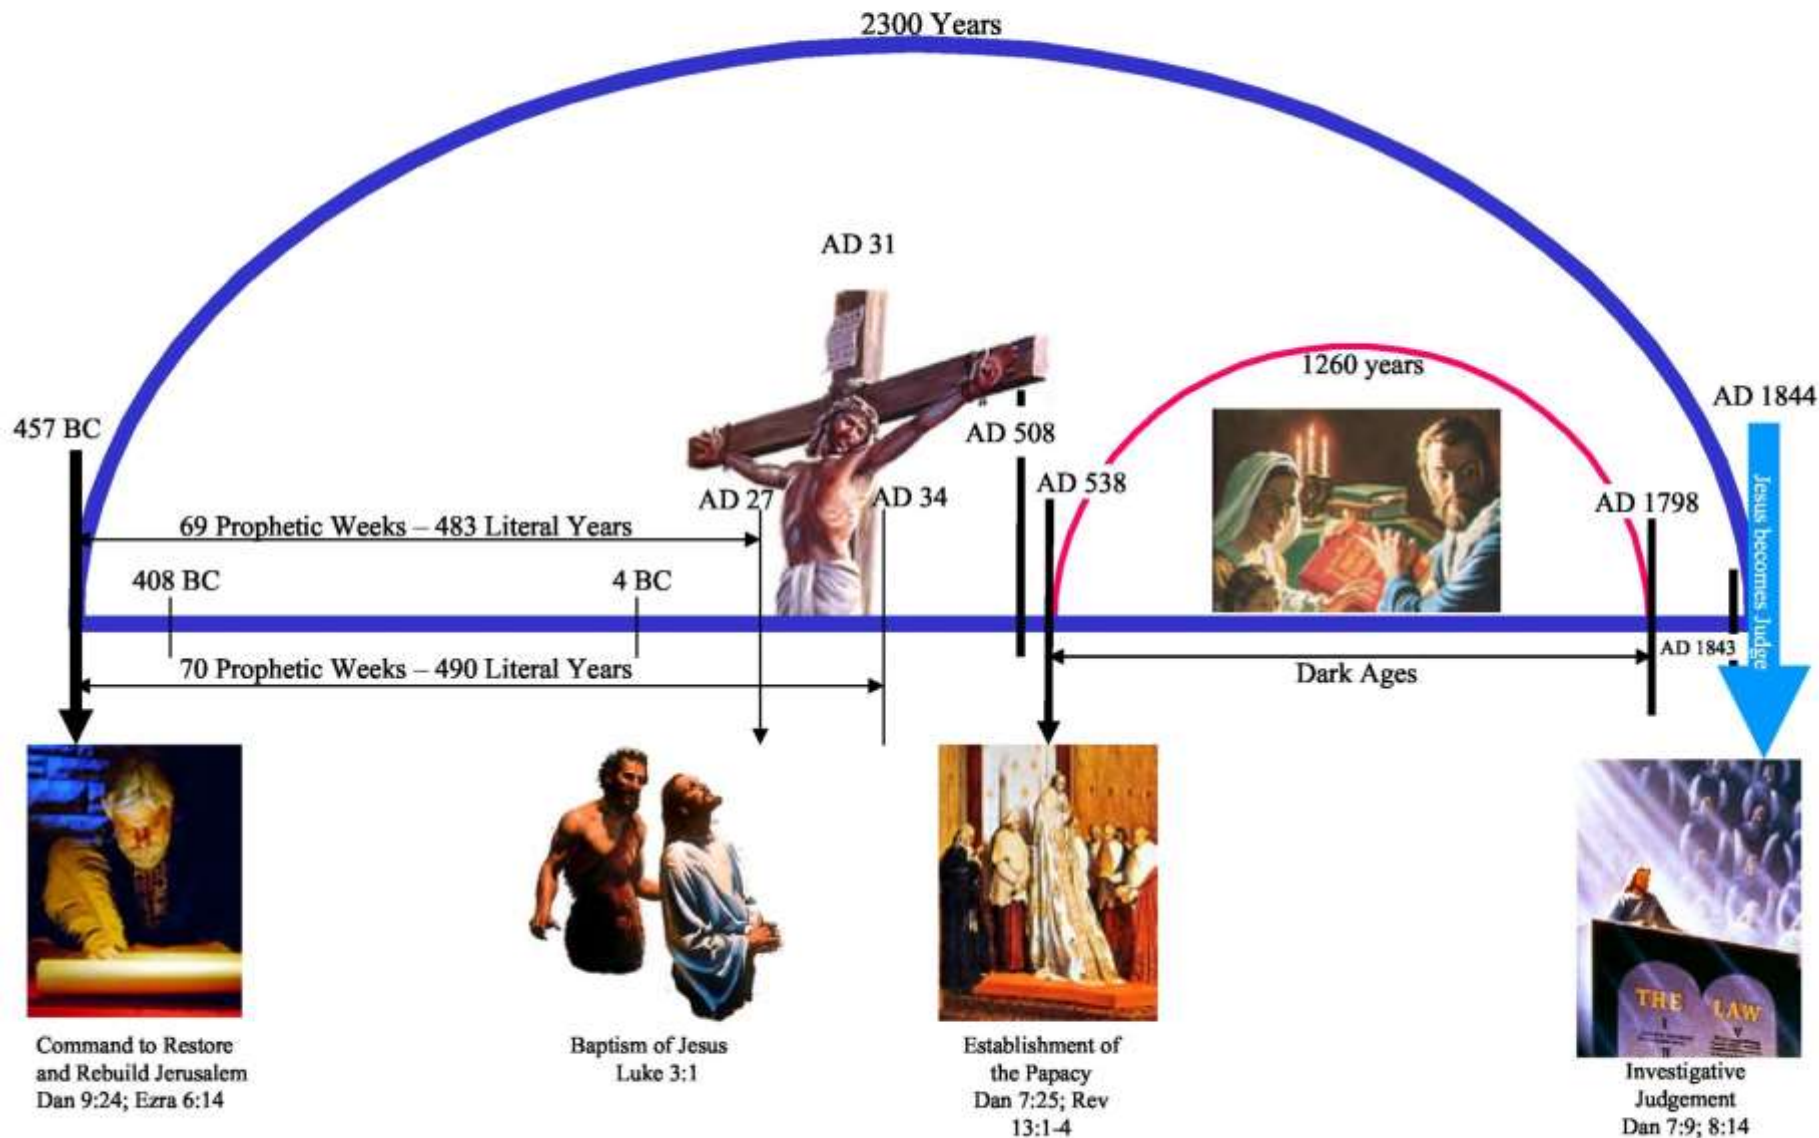 2300 Years
AD 31
1260 years
AD 1844
457 BC
AD 508
AD 538
AD 27
AD 34
AD 1798
69 Prophetic Weeks – 483 Literal Years
408 BC
4 BC
Jesus becomes Judge
AD 1843
70 Prophetic Weeks – 490 Literal Years
Dark Ages
THE LAW
Command to Restore
and Rebuild Jerusalem
Dan 9:24; Ezra 6:14
Baptism of Jesus
Luke 3:1
Establishment of
the Papacy
Dan 7:25; Rev
13:1-4
Investigative
Judgement
Dan 7:9; 8:14